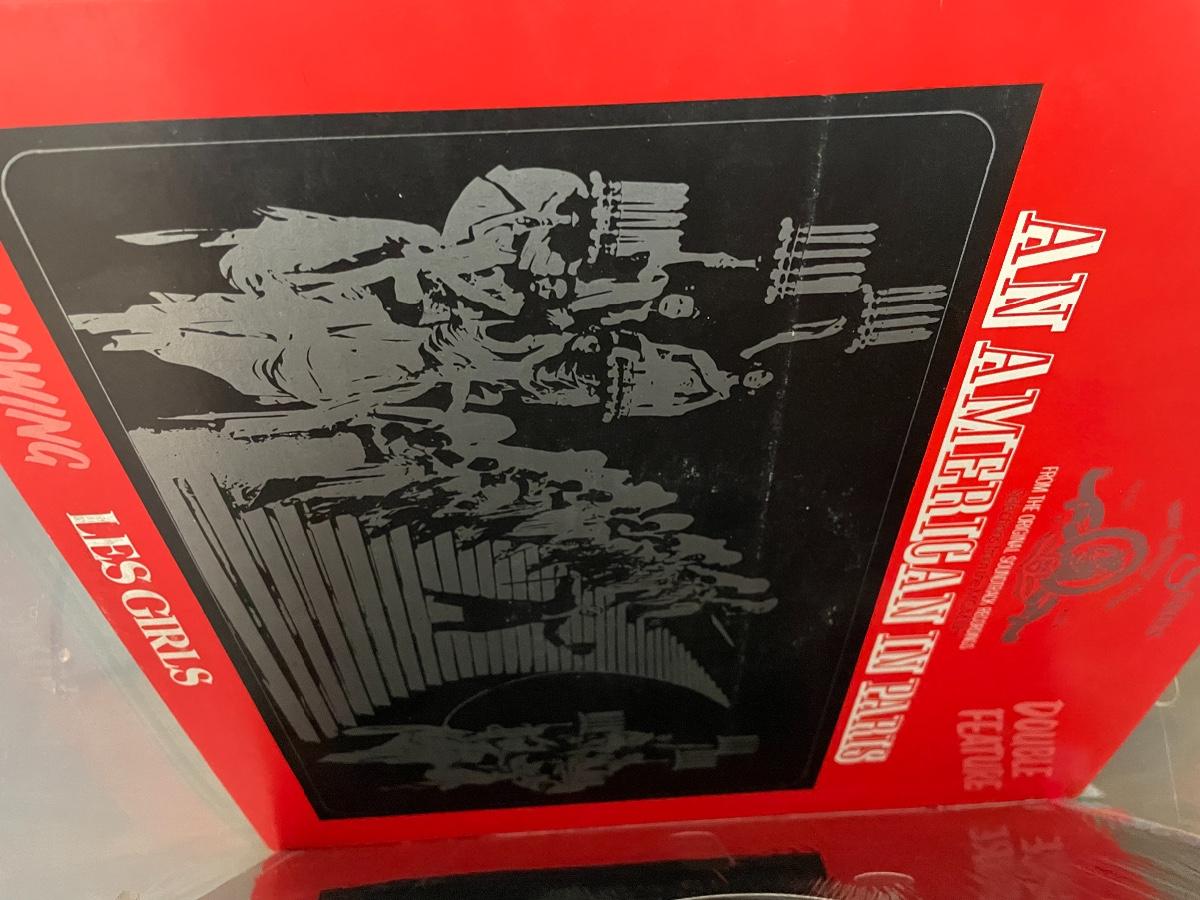 DOUBLE
FEATURE
FROM THE ORIGINAL SOUNDTRACK RECORDING
AN AMERICAN IN PARIS
LES GIRLS